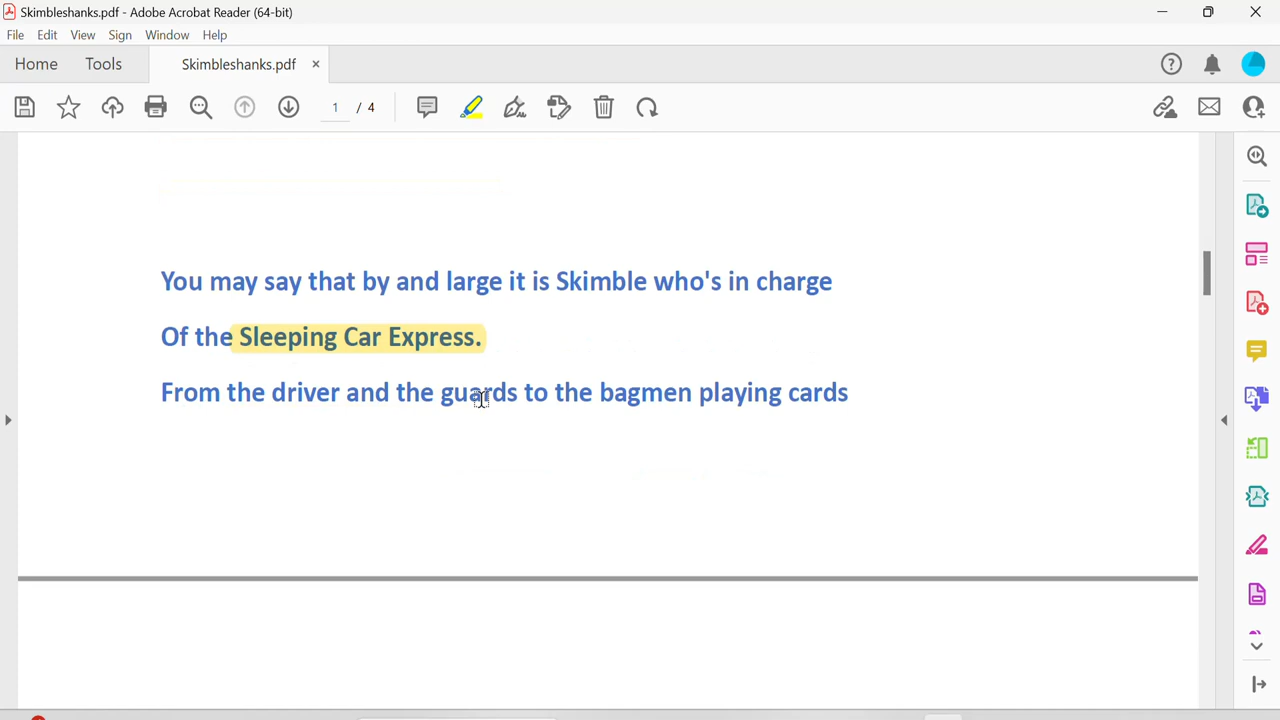 Skimbleshanks.pdf - Adobe Acrobat Reader (64-bit)
File Edit View Sign Window Help
Home Tools Skimbleshanks.pdf ×
1 / 4
You may say that by and large it is Skimble who's in charge
Of the Sleeping Car Express.
From the driver and the guards to the bagmen playing cards